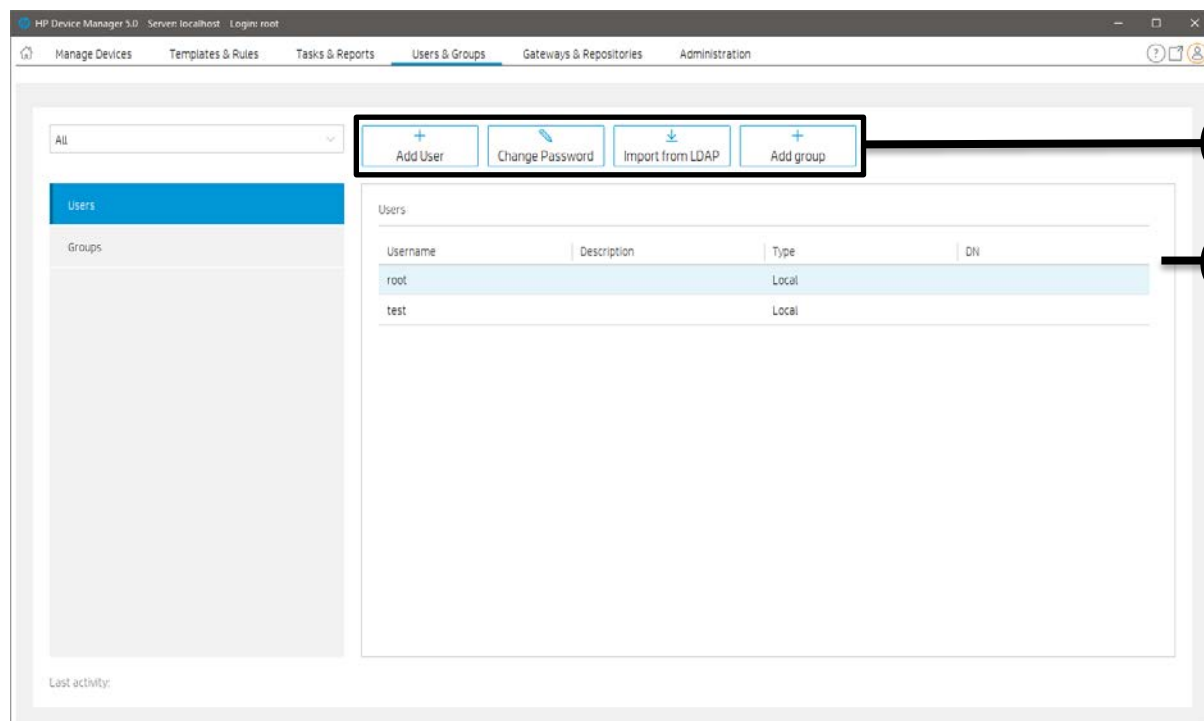 HP Device Manager 5.0 Server: localhost Login: root
Manage Devices Templates & Rules Tasks & Reports Users & Groups Gateways & Repositories Administration
All
Add User Change Password Import from LDAP Add group
Users
Groups
Users
Username Description Type DN
root Local
test Local
Last activity: